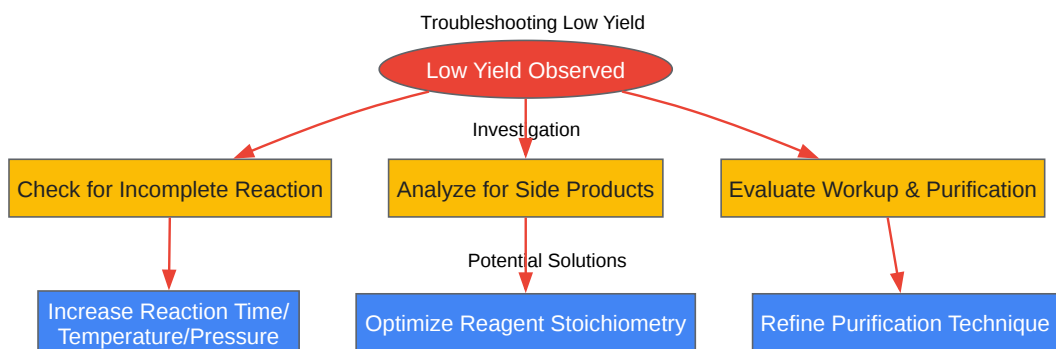 Troubleshooting Low Yield
Low Yield Observed
Investigation
Check for Incomplete Reaction
Analyze for Side Products
Evaluate Workup & Purification
Potential Solutions
Increase Reaction Time/
Temperature/Pressure
Optimize Reagent Stoichiometry
Refine Purification Technique